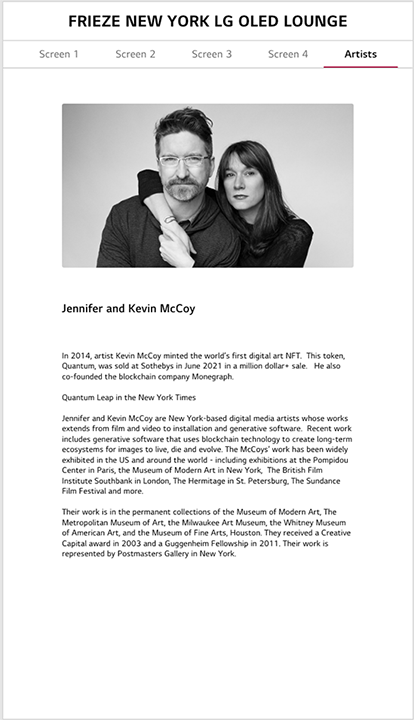 FRIEZE NEW YORK LG OLED LOUNGE
Screen 1 Screen 2 Screen 3 Screen 4 Artists
Jennifer and Kevin McCoy
In 2014, artist Kevin McCoy minted the world's first digital art NFT.  This token,
Quantum, was sold at Sothebys in June 2021 in a million dollar+ sale.   He also
co-founded the blockchain company Monegraph.
Quantum Leap in the New York Times
Jennifer and Kevin McCoy are New York-based digital media artists whose works
extends from film and video to installation and generative software.  Recent work
includes generative software that uses blockchain technology to create long-term
ecosystems for images to live, die and evolve. The McCoys' work has been widely
exhibited in the US and around the world - including exhibitions at the Pompidou
Center in Paris, the Museum of Modern Art in New York,  The British Film
Institute Southbank in London, The Hermitage in St. Petersburg, The Sundance
Film Festival and more.
Their work is in the permanent collections of the Museum of Modern Art, The
Metropolitan Museum of Art, the Milwaukee Art Museum, the Whitney Museum
of American Art, and the Museum of Fine Arts, Houston. They received a Creative
Capital award in 2003 and a Guggenheim Fellowship in 2011. Their work is
represented by Postmasters Gallery in New York.